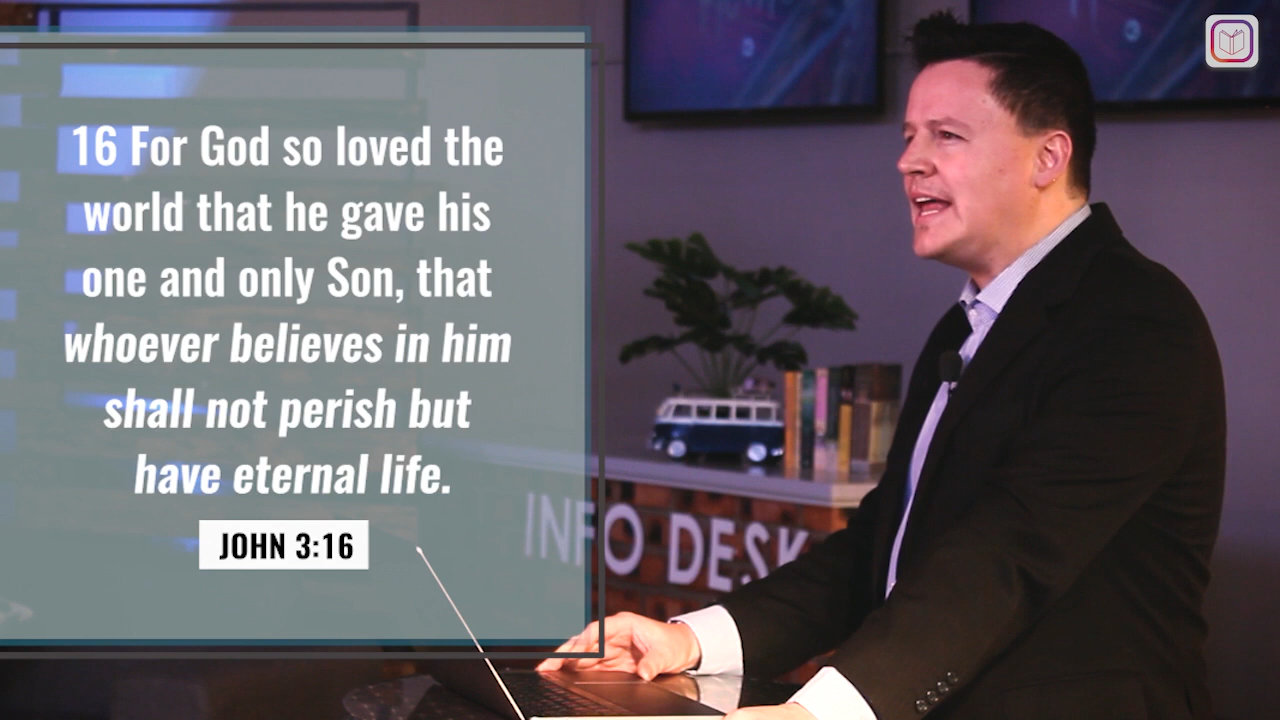 16 For God so loved the
world that he gave his
one and only Son, that
whoever believes in him
shall not perish but
have eternal life.
JOHN 3:16
INFO DESK